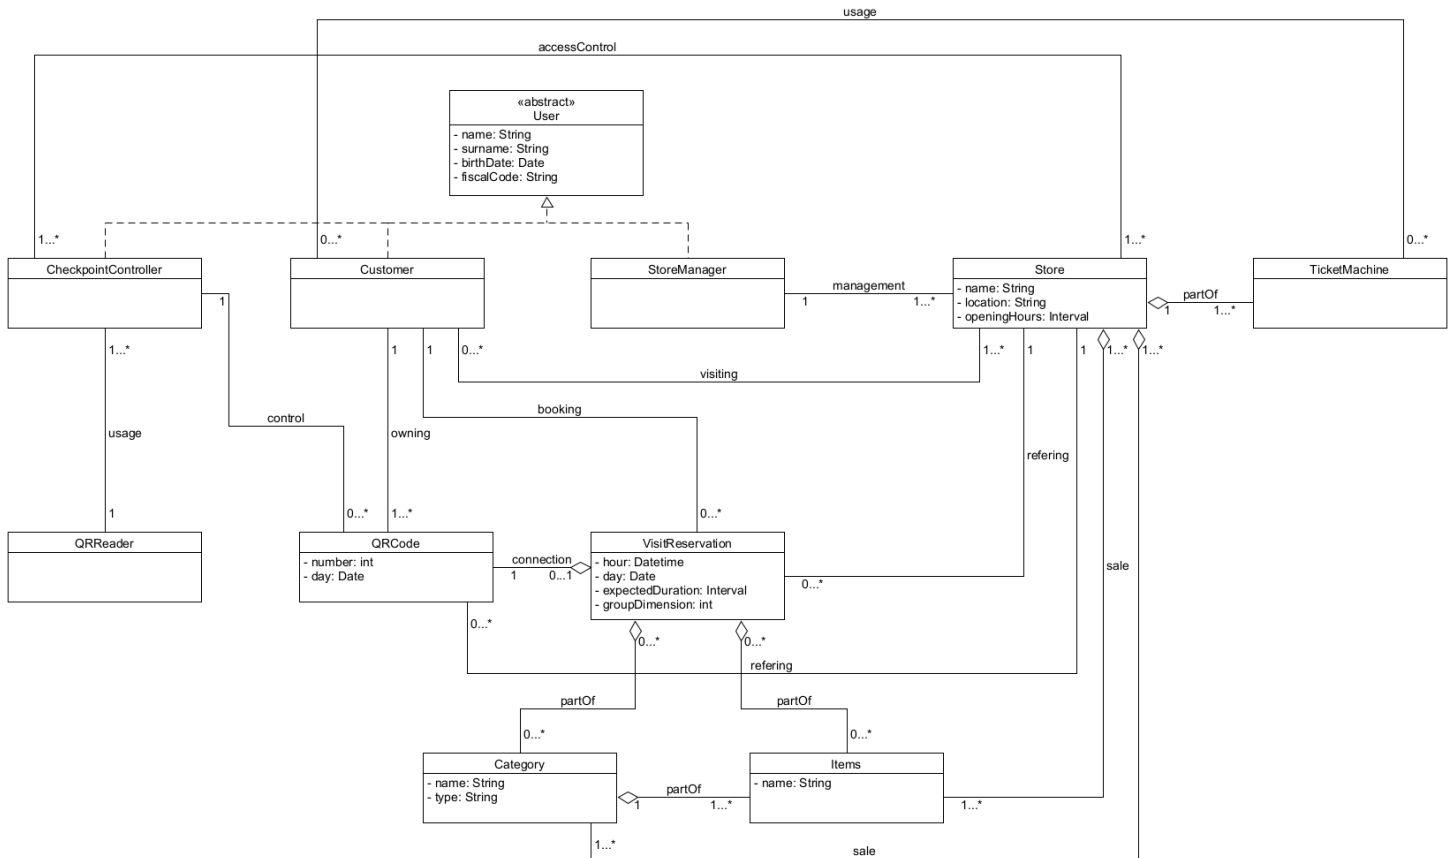 usage
accessControl
«abstract»
User
- name: String
- surname: String
- birthDate: Date
- fiscalCode: String
1...*
0...*
1...*
0...*
CheckpointController
Customer
StoreManager
Store
- name: String
- location: String
- openingHours: Interval
TicketMachine
1
management
1
1...*
partOf
1
1...*
1...*
1
1
0...*
1...*
1
1
1...*
1...*
visiting
booking
control
usage
owning
refering
1
0...*
1...*
0...*
QRReader
QRCode
- number: int
- day: Date
connection
1
0...1
VisitReservation
- hour: Datetime
- day: Date
- expectedDuration: Interval
- groupDimension: int
0...*
sale
0...*
0...*
0...*
refering
partOf
partOf
0...*
0...*
Category
- name: String
- type: String
partOf
1
1...*
Items
- name: String
1...*
1...*
sale